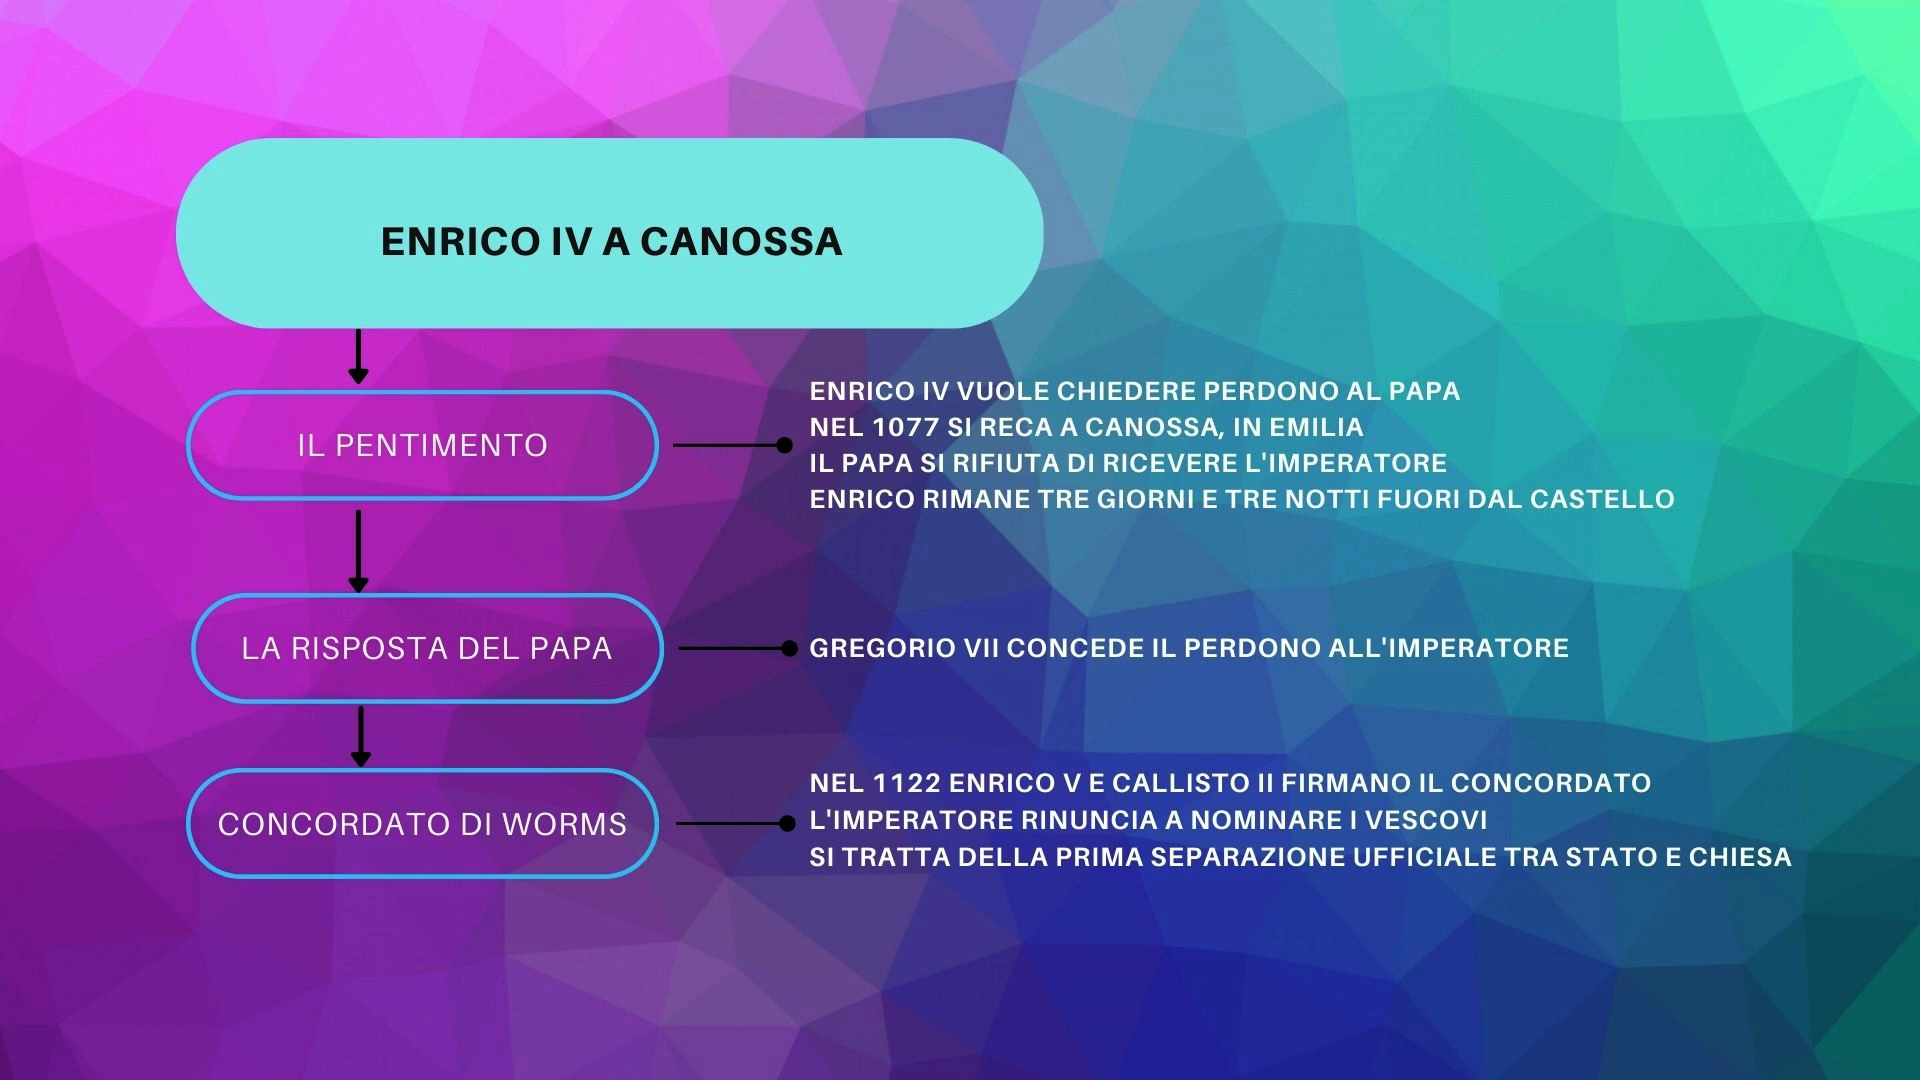 ENRICO IV A CANOSSA
IL PENTIMENTO
ENRICO IV VUOLE CHIEDERE PERDONO AL PAPA
NEL 1077 SI RECA A CANOSSA, IN EMILIA
IL PAPA SI RIFIUTA DI RICEVERE L'IMPERATORE
ENRICO RIMANE TRE GIORNI E TRE NOTTI FUORI DAL CASTELLO
LA RISPOSTA DEL PAPA
GREGORIO VII CONCEDE IL PERDONO ALL'IMPERATORE
CONCORDATO DI WORMS
NEL 1122 ENRICO V E CALLISTO II FIRMANO IL CONCORDATO
L'IMPERATORE RINUNCIA A NOMINARE I VESCOVI
SI TRATTA DELLA PRIMA SEPARAZIONE UFFICIALE TRA STATO E CHIESA